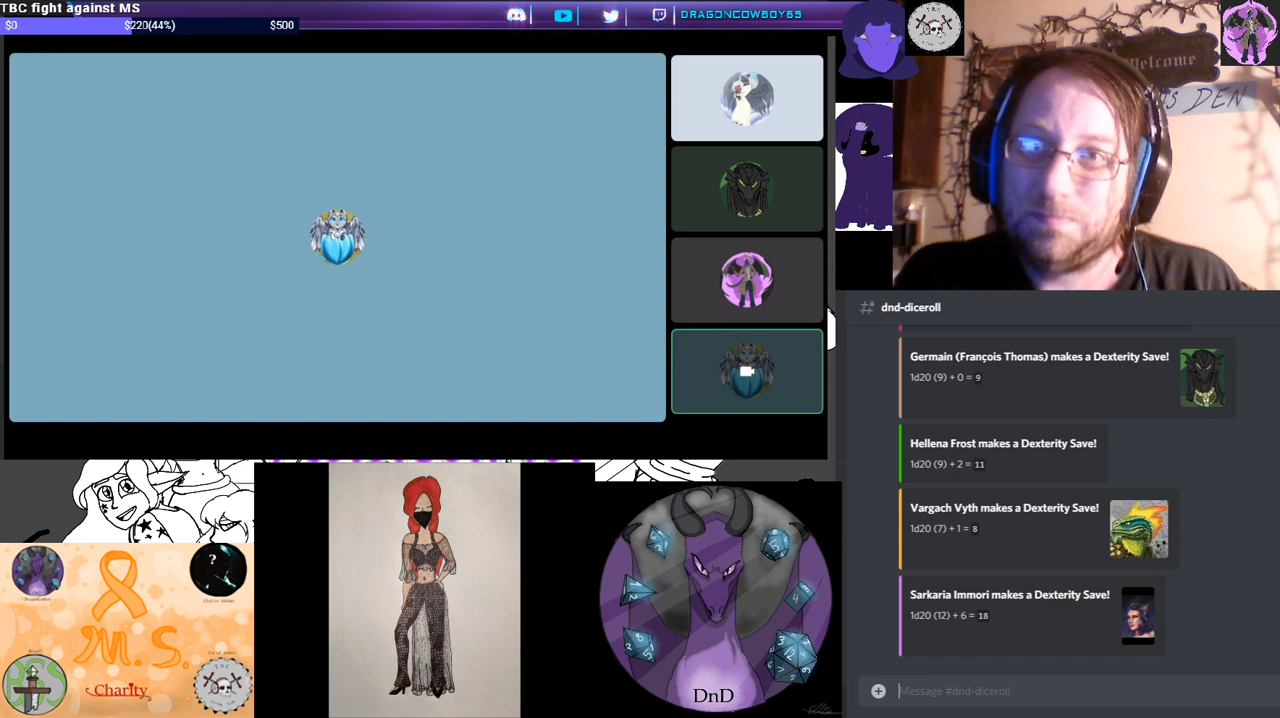 TBC fight against MS
$0
$220(44%)
$500
DRAGONCOWBOY69
Welcome
DEN
dnd-diceroll
Germain (François Thomas) makes a Dexterity Save!
1d20 (9) + 0 = 9
Hellena Frost makes a Dexterity Save!
1d20 (9) + 2 = 11
Vargach Vyth makes a Dexterity Save!
1d20 (7) + 1 = 8
Sarkaria Immori makes a Dexterity Save!
1d20 (12) + 6 = 18
Message #dnd-diceroll
?
M.S.
Charity
TBC
DnD